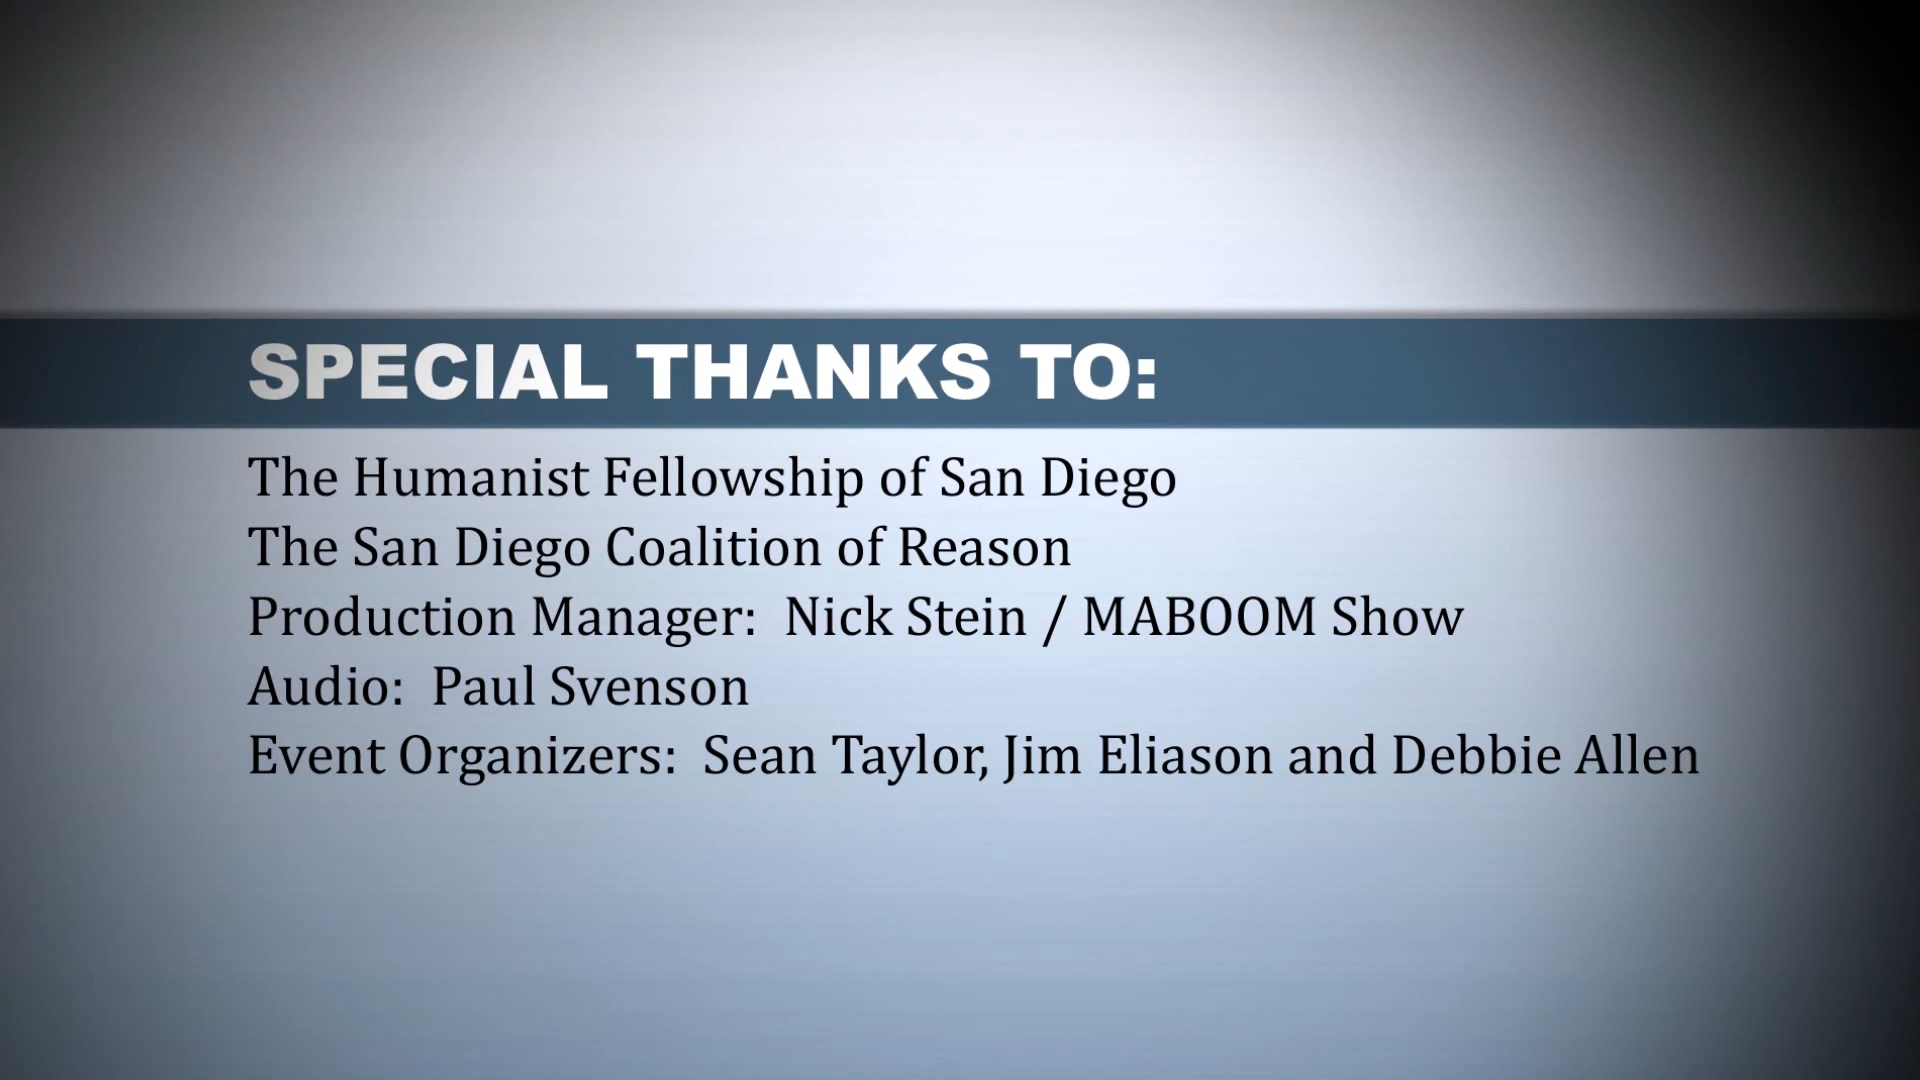 SPECIAL THANKS TO:
The Humanist Fellowship of San Diego
The San Diego Coalition of Reason
Production Manager:  Nick Stein / MABOOM Show
Audio:  Paul Svenson
Event Organizers:  Sean Taylor, Jim Eliason and Debbie Allen